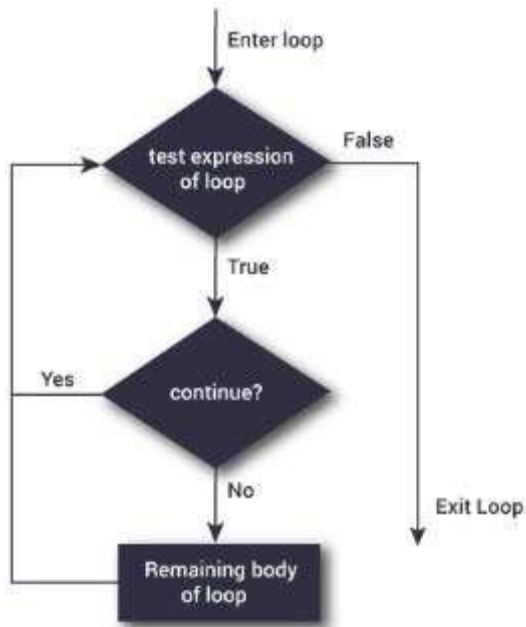 Enter loop
test expression
of loop
False
True
continue?
Yes
No
Exit Loop
Remaining body
of loop